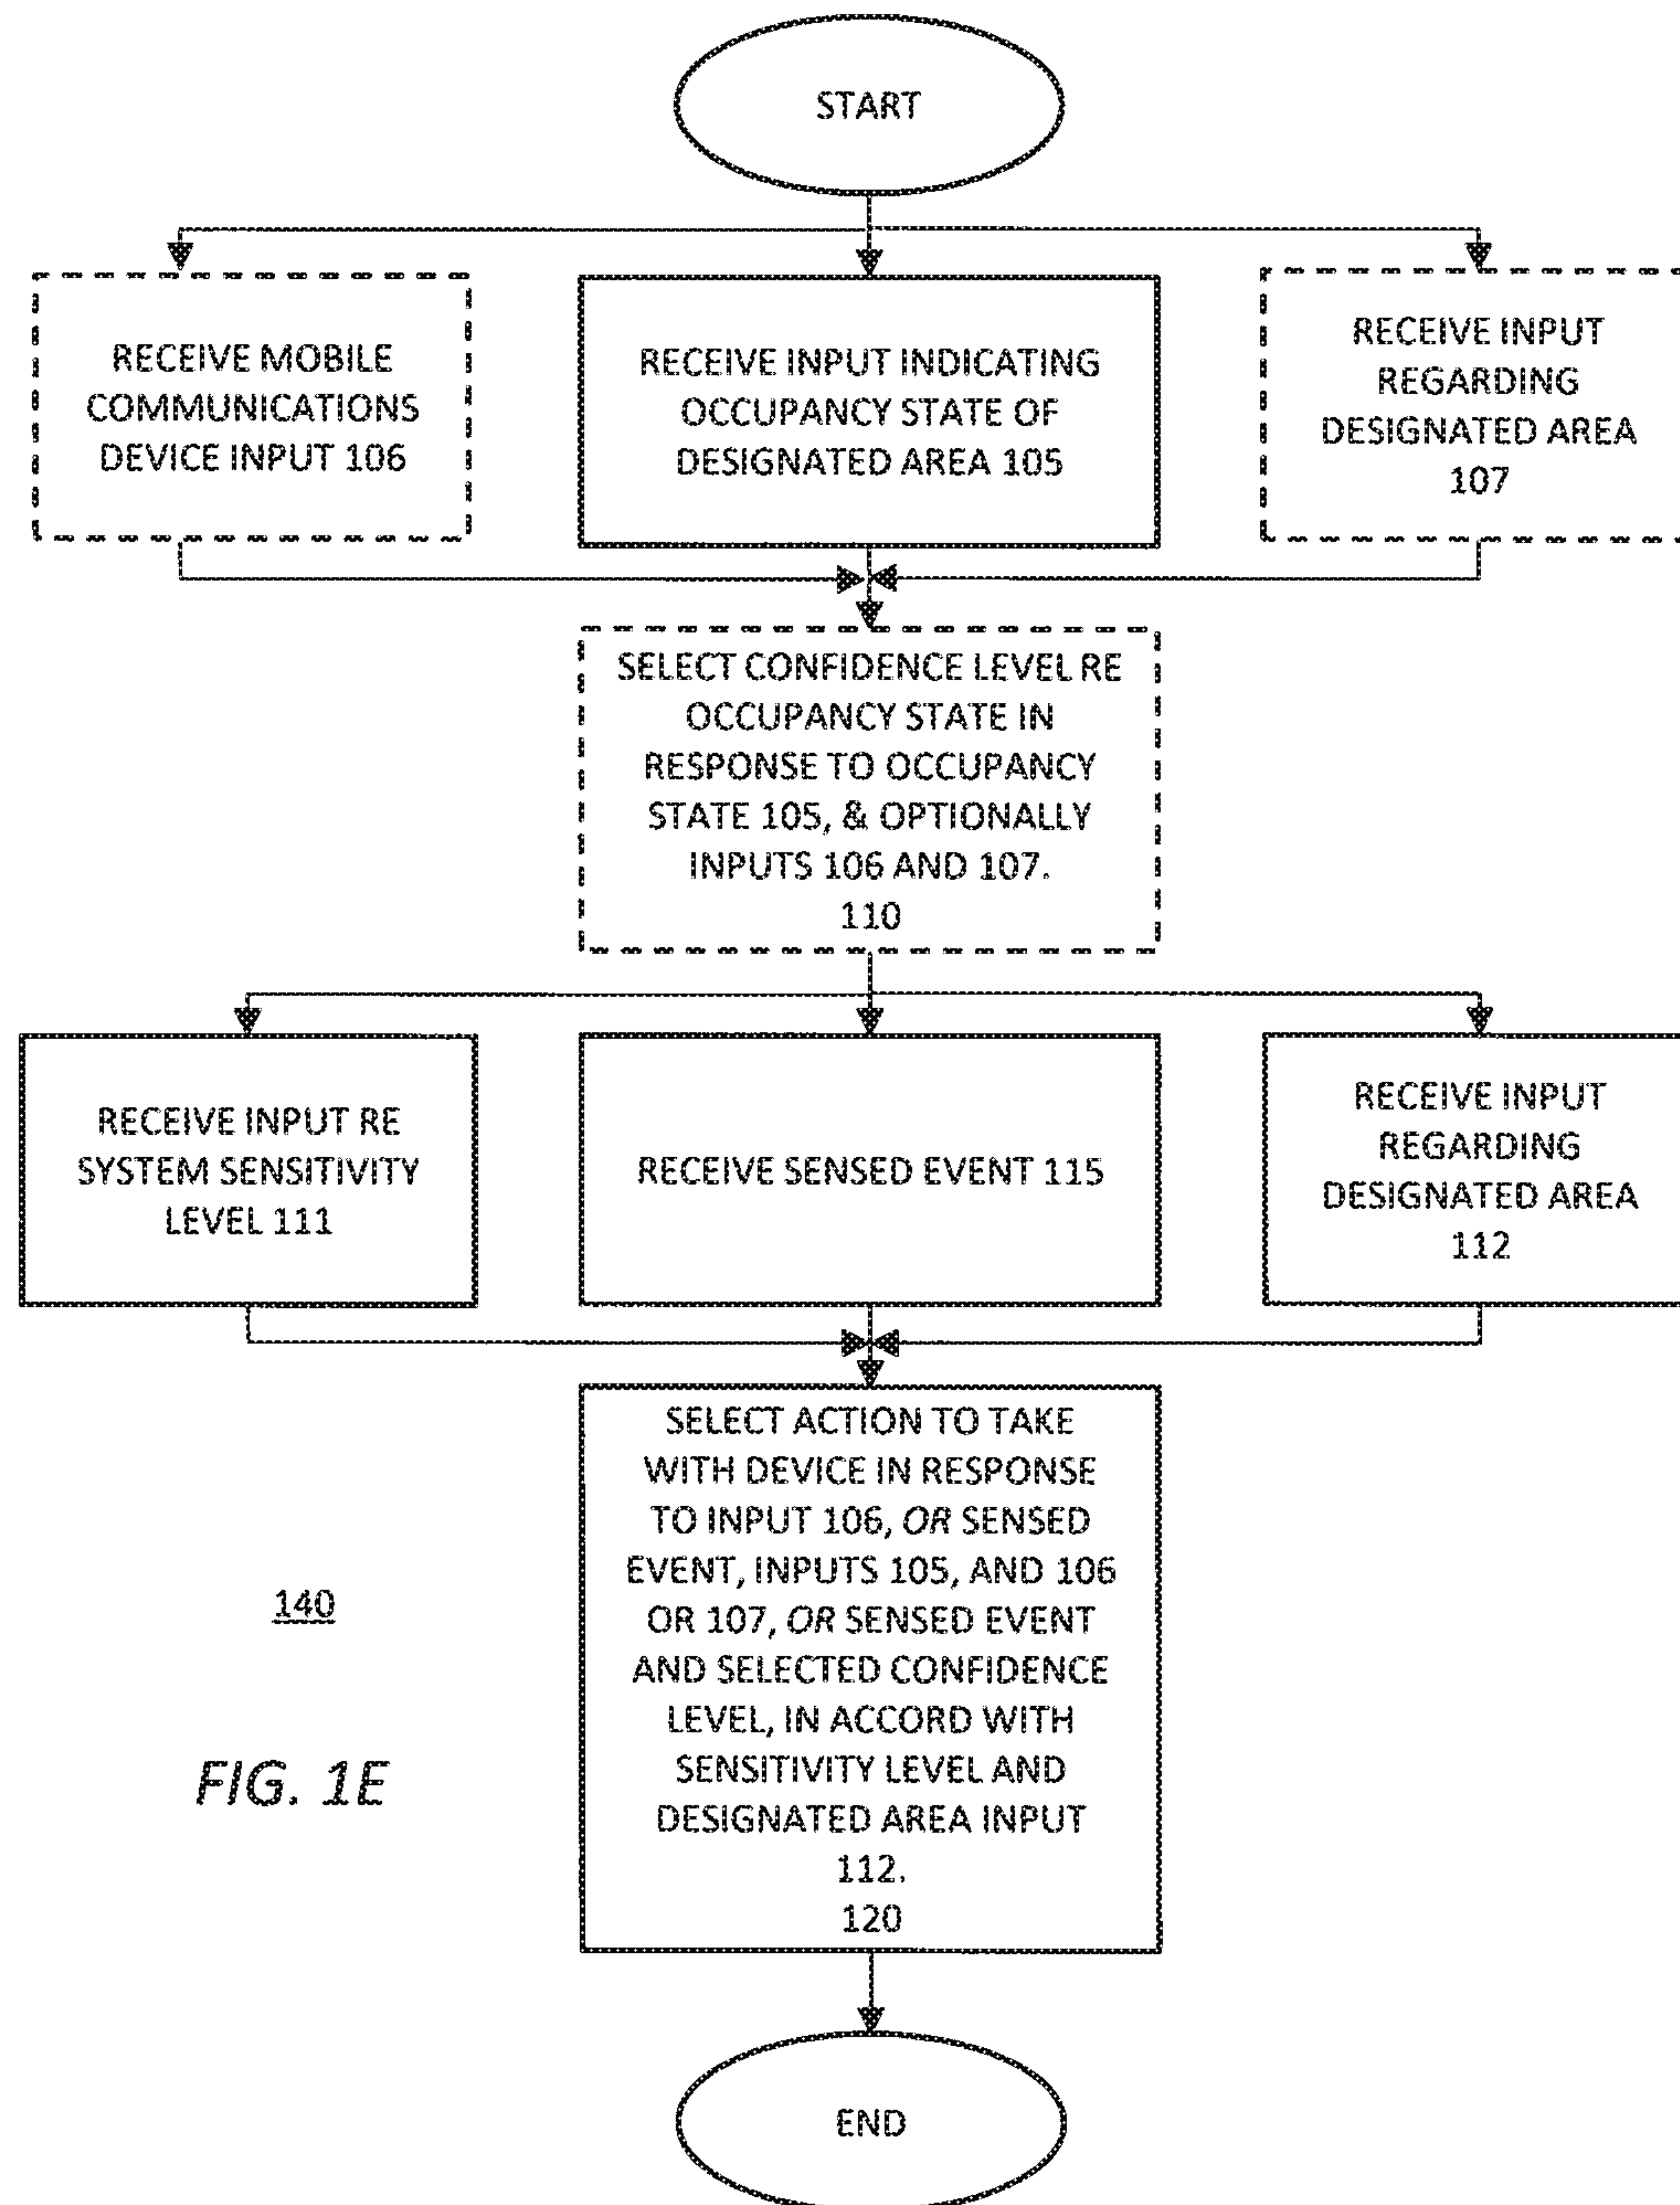 START
RECEIVE MOBILE
COMMUNICATIONS
DEVICE INPUT 106
RECEIVE INPUT INDICATING
OCCUPANCY STATE OF
DESIGNATED AREA 105
RECEIVE INPUT
REGARDING
DESIGNATED AREA
107
SELECT CONFIDENCE LEVEL RE
OCCUPANCY STATE IN
RESPONSE TO OCCUPANCY
STATE 105, & OPTIONALLY
INPUTS 106 AND 107.
110
RECEIVE INPUT RE
SYSTEM SENSITIVITY
LEVEL 111
RECEIVE SENSED EVENT 115
RECEIVE INPUT
REGARDING
DESIGNATED AREA
112
SELECT ACTION TO TAKE
WITH DEVICE IN RESPONSE
TO INPUT 106, OR SENSED
EVENT, INPUTS 105, AND 106
OR 107, OR SENSED EVENT
AND SELECTED CONFIDENCE
LEVEL, IN ACCORD WITH
SENSITIVITY LEVEL AND
DESIGNATED AREA INPUT
112.
120
140
FIG. 1E
END